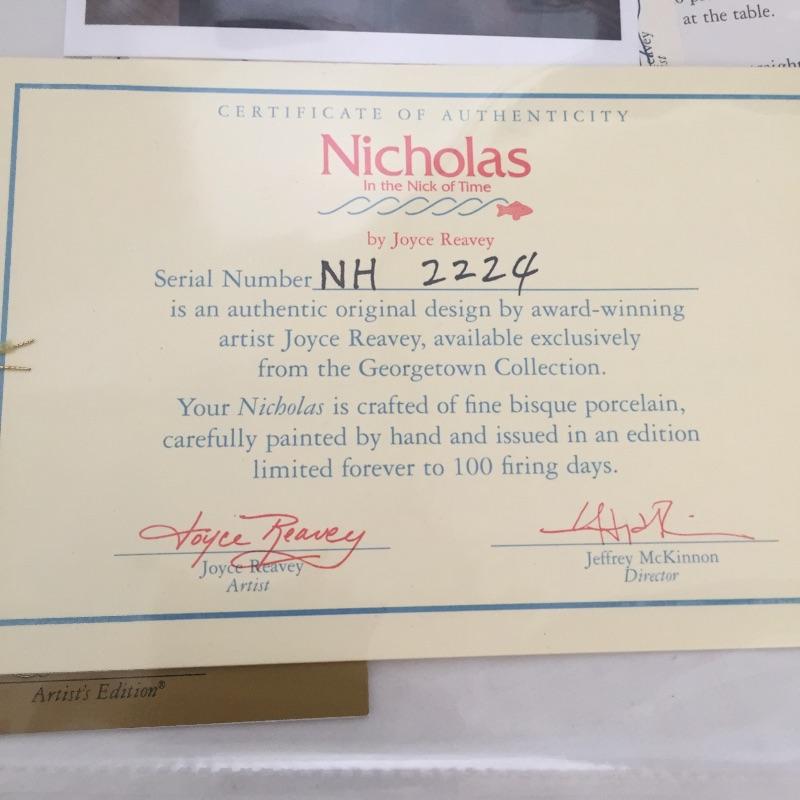 at the table.
CERTIFICATE OF AUTHENTICITY
Nicholas
In the Nick of Time
by Joyce Reavey
Serial Number NH 2224
is an authentic original design by award-winning
artist Joyce Reavey, available exclusively
from the Georgetown Collection.
Your Nicholas is crafted of fine bisque porcelain,
carefully painted by hand and issued in an edition
limited forever to 100 firing days.
Joyce Reavey
Joyce Reavey
Artist
Jeffrey McKinnon
Director
Artist's Edition®